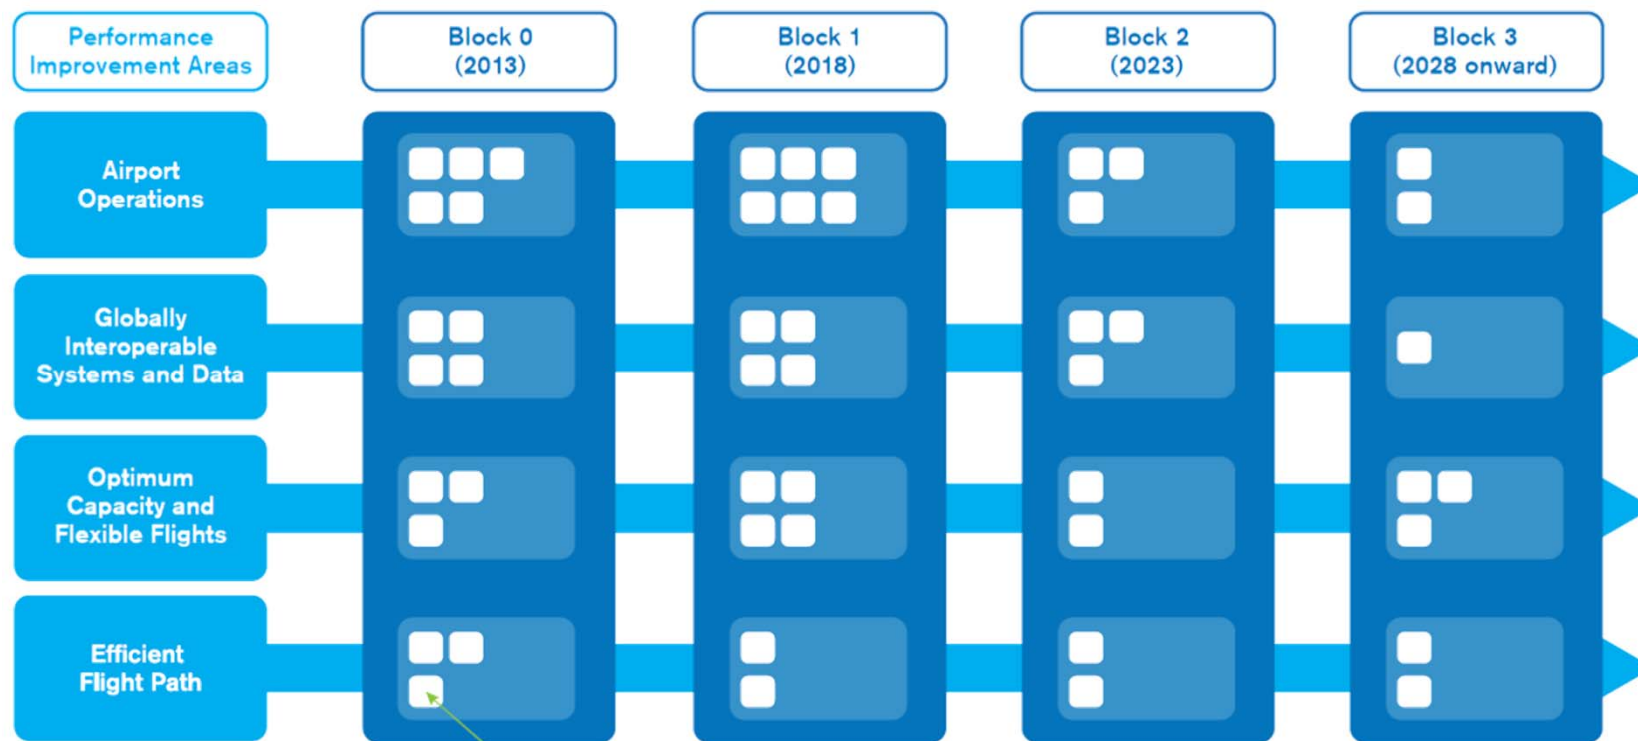 Performance
Improvement Areas
Block 0
(2013)
Block 1
(2018)
Block 2
(2023)
Block 3
(2028 onward)
Airport
Operations
Globally
Interoperable
Systems and Data
Optimum
Capacity and
Flexible Flights
Efficient
Flight Path